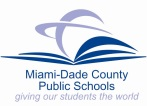 Miami-Dade County
Public Schools
giving our students the world